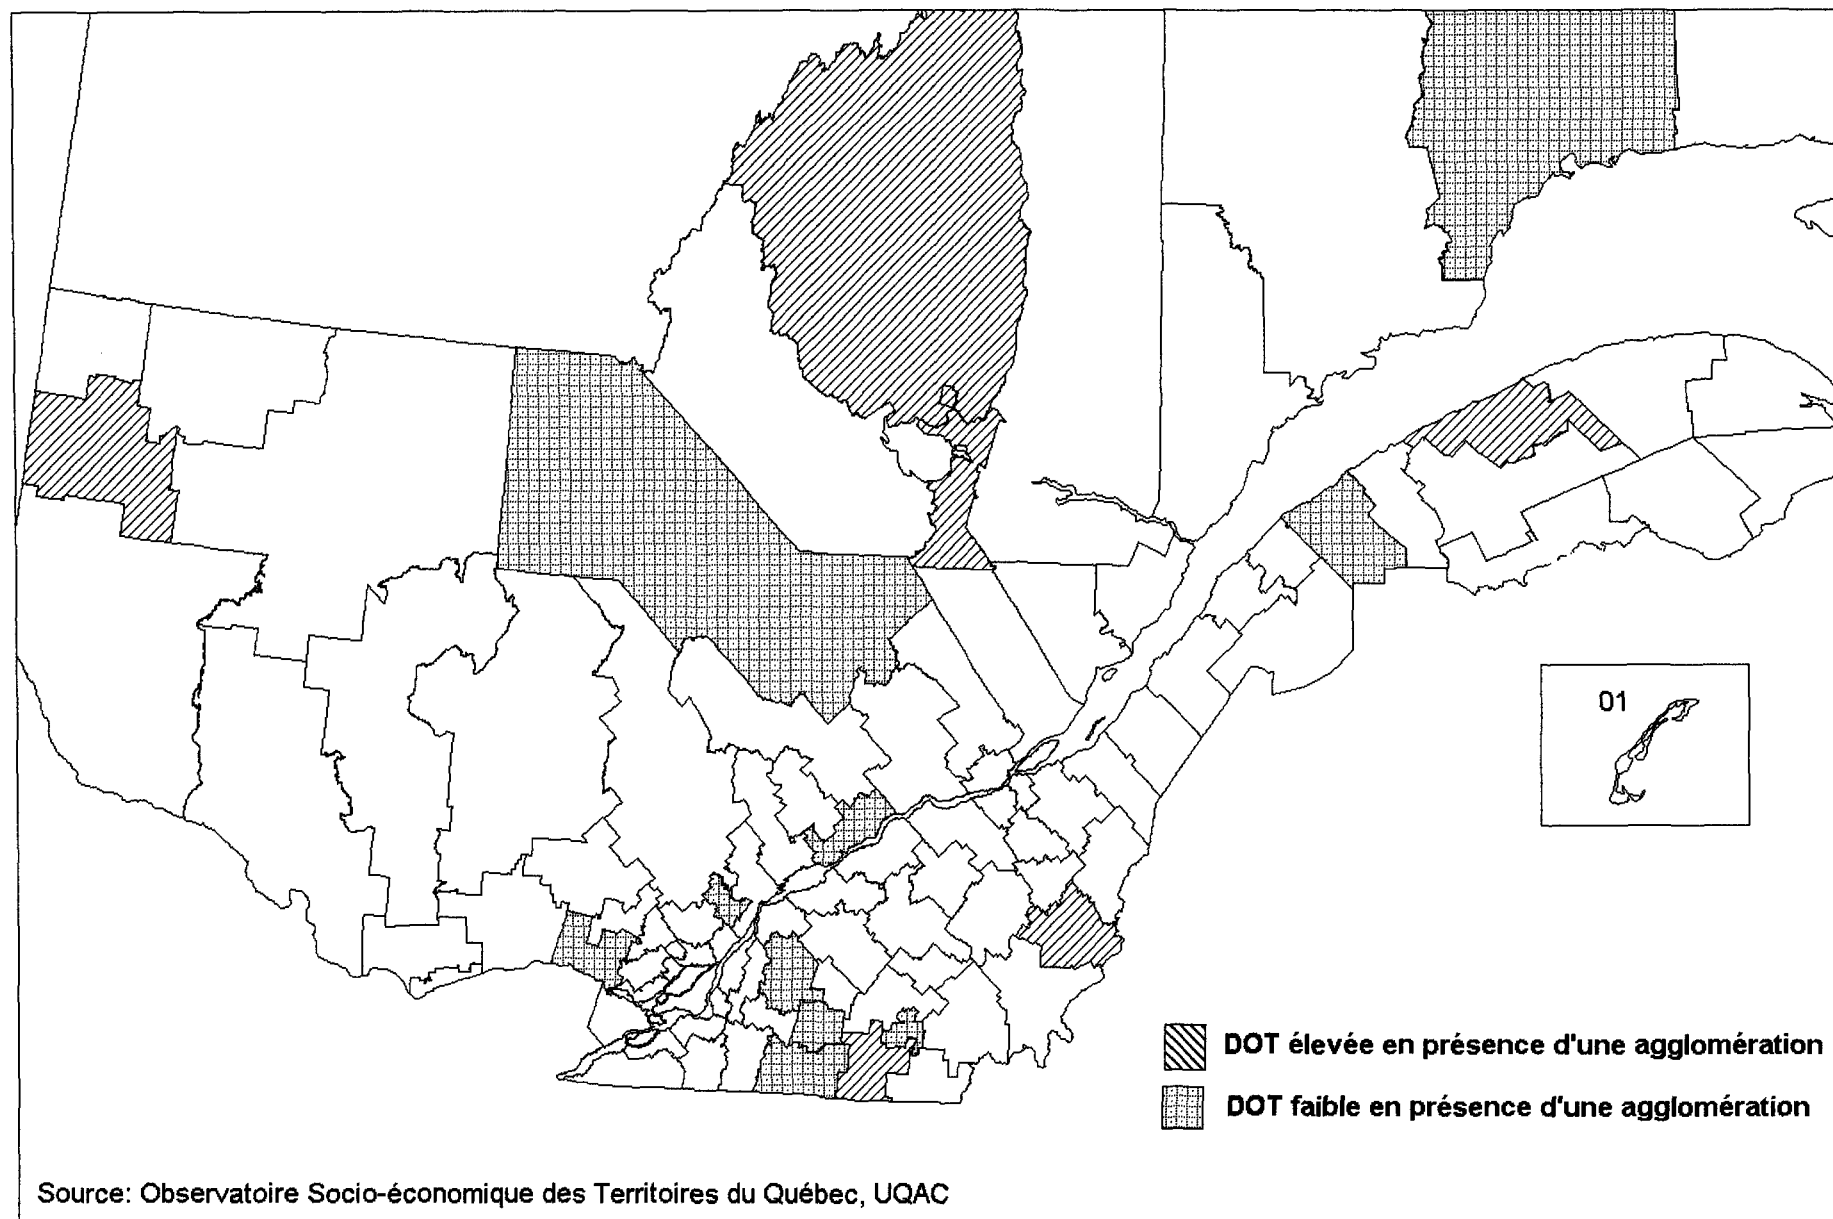 01
DOT élevée en présence d'une agglomération
DOT faible en présence d'une agglomération
Source: Observatoire Socio-économique des Territoires du Québec, UQAC